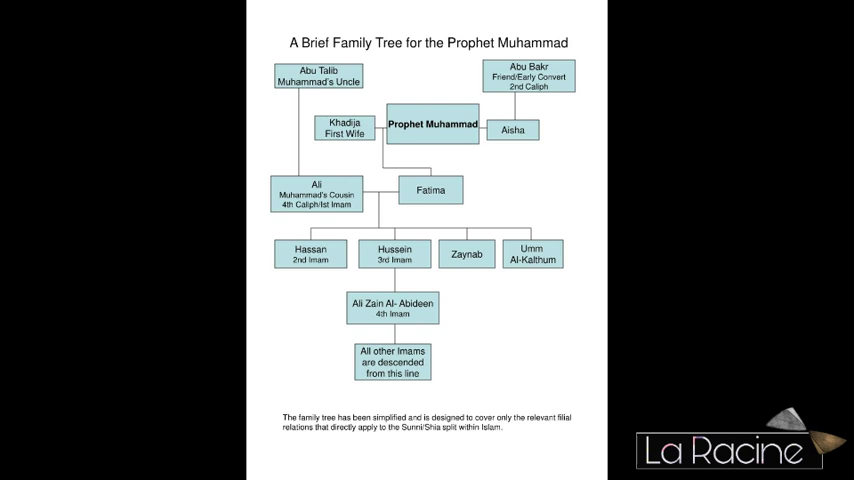 A Brief Family Tree for the Prophet Muhammad
Abu Talib
Muhammad's Uncle
Abu Bakr
Friend/Early Convert
2nd Caliph
Khadija
First Wife
Prophet Muhammad
Aisha
Ali
Muhammad's Cousin
4th Caliph/Ist Imam
Fatima
Hassan
2nd Imam
Hussein
3rd Imam
Zaynab
Umm
Al-Kalthum
Ali Zain Al- Abideen
4th Imam
All other Imams
are descended
from this line
The family tree has been simplified and is designed to cover only the relevant filial
relations that directly apply to the Sunni/Shia split within Islam.
La Racine